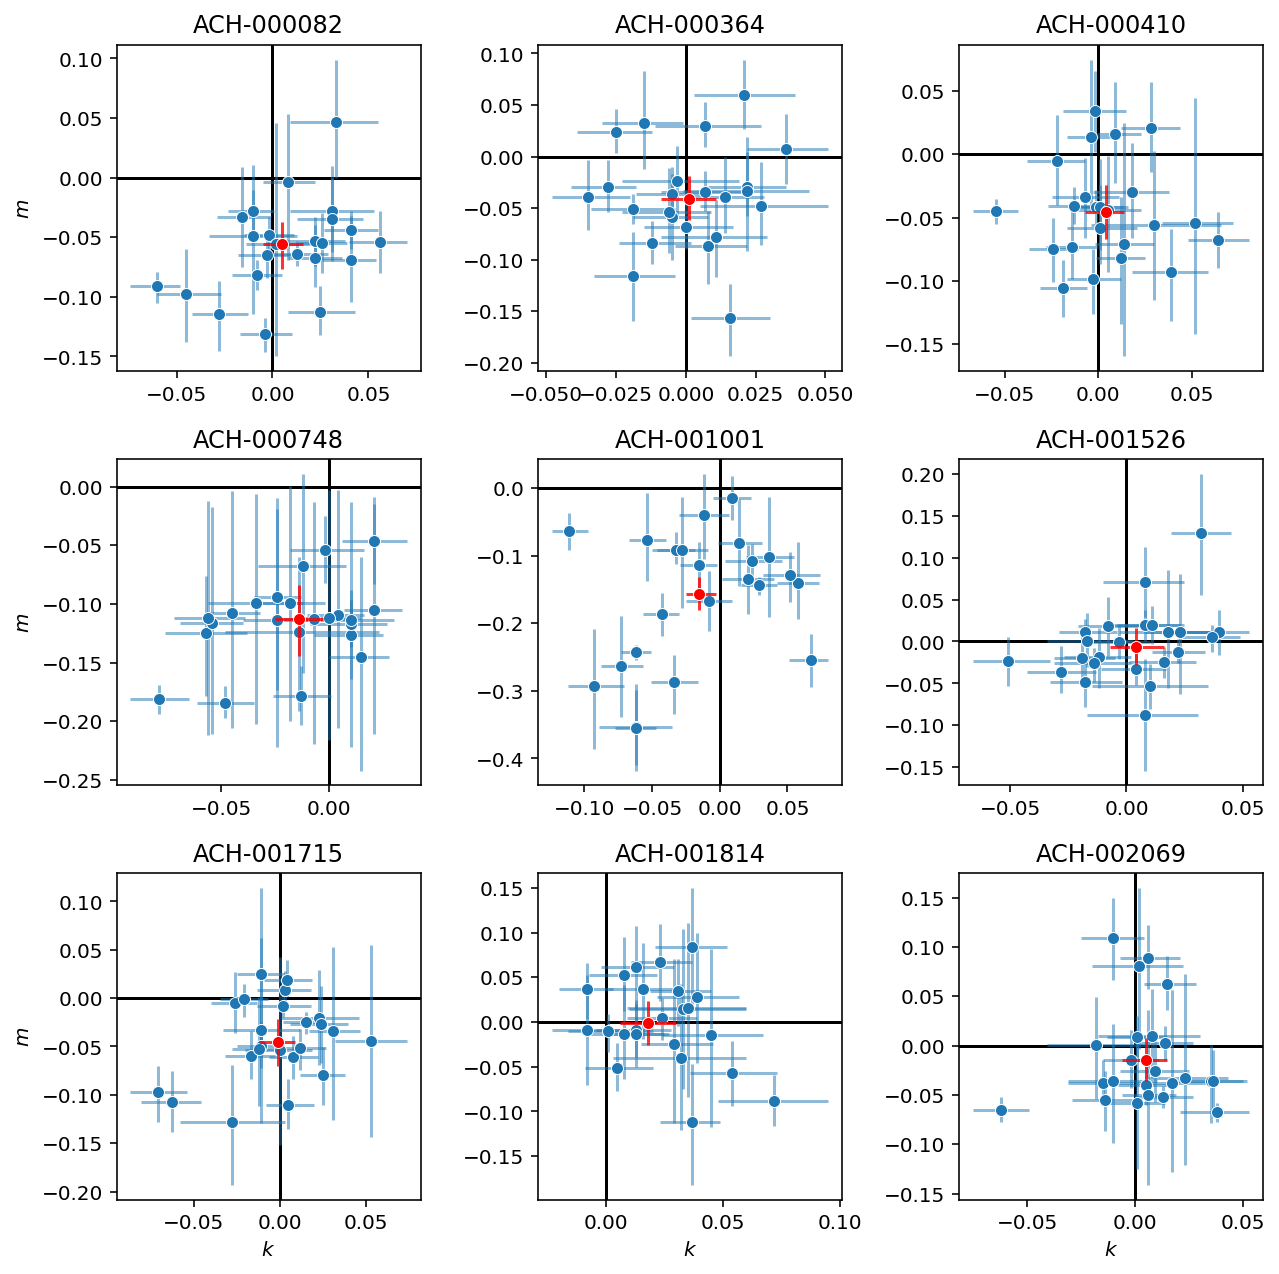 ACH-000082 ACH-000364 ACH-000410
0.10 0.10
0.05 0.05 0.05
0.00 0.00 0.00
m −0.05 −0.05 −0.05
−0.10 −0.10
−0.15 −0.15 −0.15
−0.20
−0.05 0.00 0.05 −0.050 −0.025 0.000 0.025 0.050 −0.05 0.00 0.05
ACH-000748 ACH-001001 ACH-001526
0.00 0.0 0.20
0.15
−0.05 −0.1 0.10
0.05
m −0.10 −0.2 0.00
−0.15 −0.3 −0.05
−0.20 −0.10
−0.25 −0.4 −0.15
−0.05 0.00 −0.10 −0.05 0.00 0.05 −0.05 0.00 0.05
ACH-001715 ACH-001814 ACH-002069
0.10 0.15 0.15
0.05 0.10 0.10
0.00 0.05 0.05
m −0.05 0.00 0.00
−0.10 −0.05 −0.05
−0.15 −0.10 −0.10
−0.20 −0.15 −0.15
−0.05 0.00 0.05 0.00 0.05 0.10 −0.05 0.00 0.05
k k k